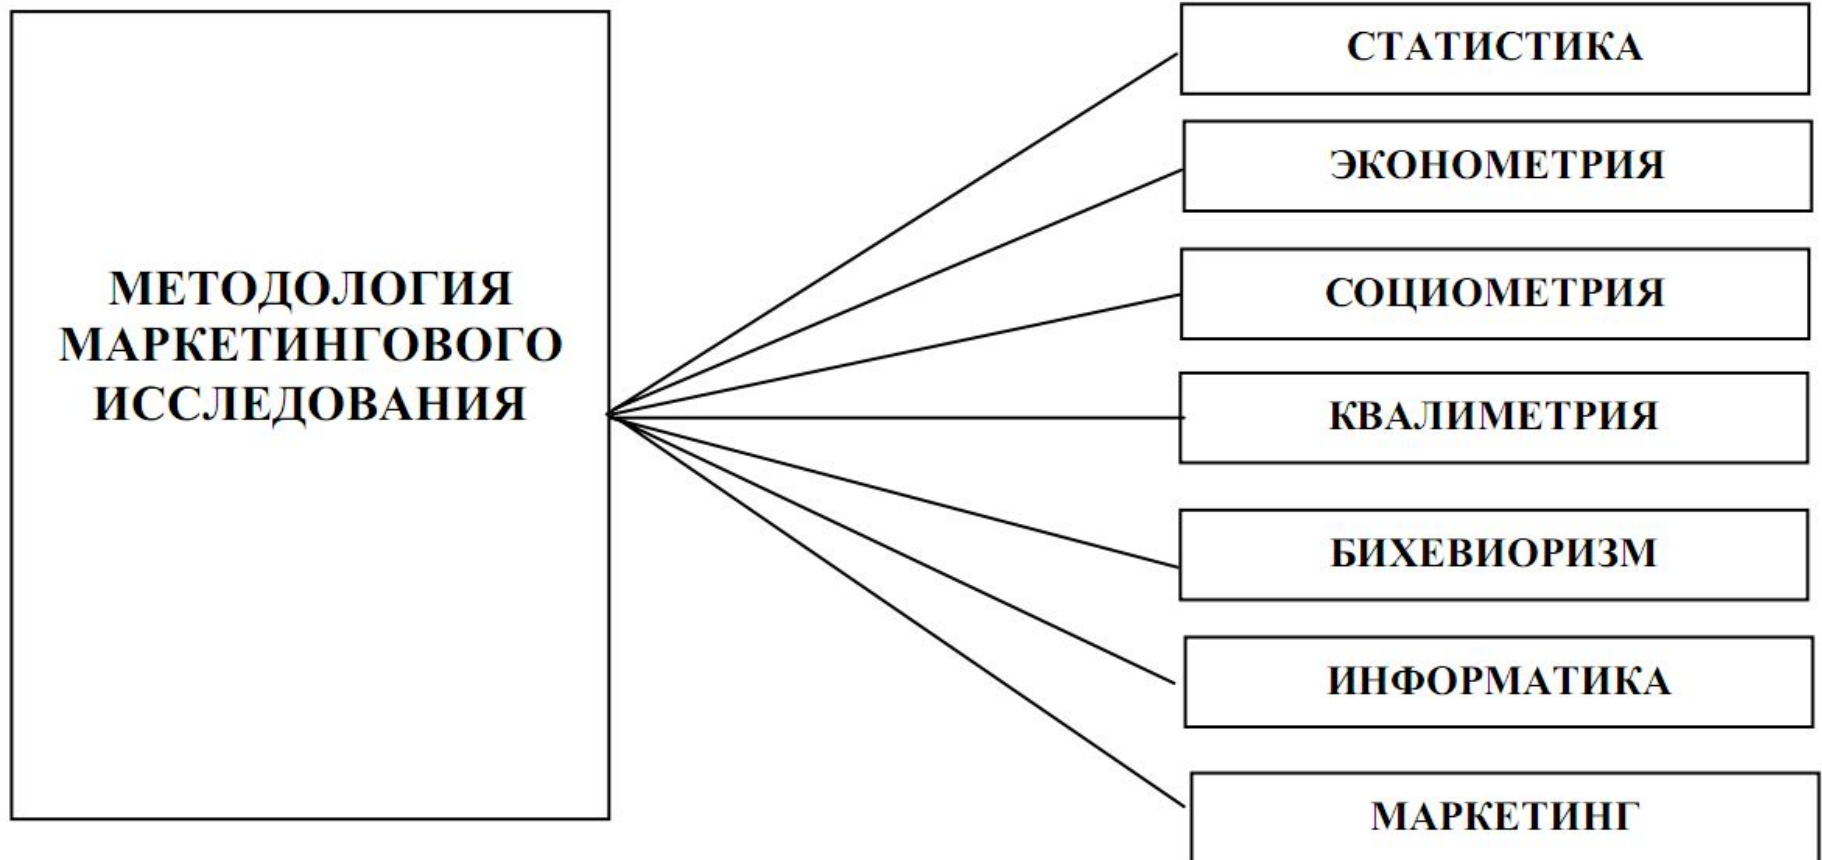 МЕТОДОЛОГИЯ
МАРКЕТИНГОВОГО
ИССЛЕДОВАНИЯ
СТАТИСТИКА
ЭКОНОМЕТРИЯ
СОЦИОМЕТРИЯ
КВАЛИМЕТРИЯ
БИХЕВИОРИЗМ
ИНФОРМАТИКА
МАРКЕТИНГ